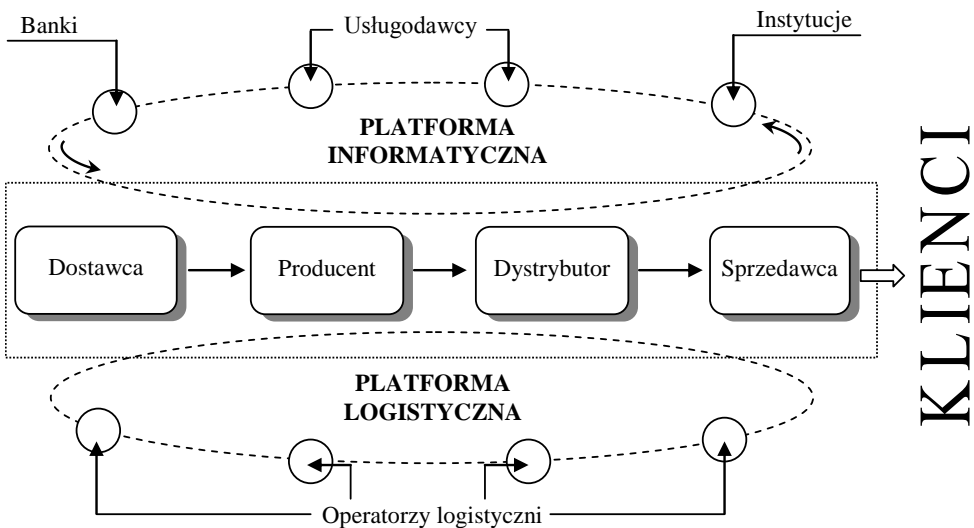 Banki
Usługodawcy
Instytucje
PLATFORMA
INFORMATYCZNA
Dostawca
Producent
Dystrybutor
Sprzedawca
KLIENCI
PLATFORMA
LOGISTYCZNA
Operatorzy logistyczni